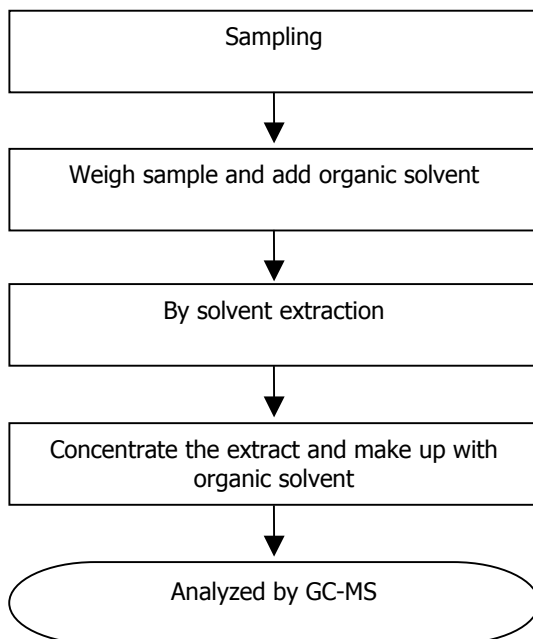 Sampling
Weigh sample and add organic solvent
By solvent extraction
Concentrate the extract and make up with
organic solvent
Analyzed by GC-MS